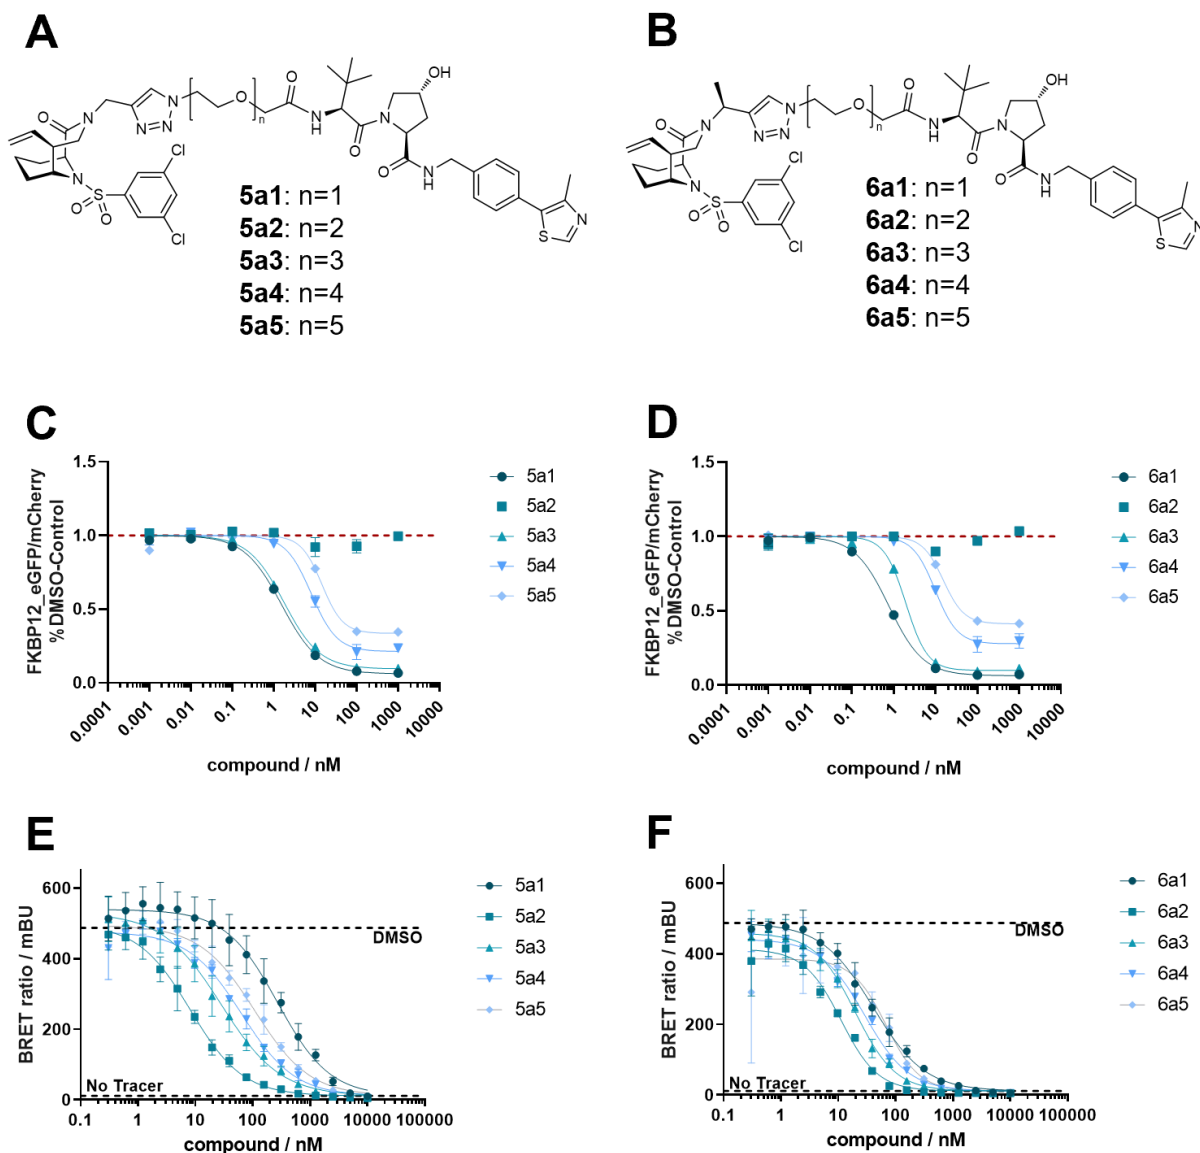 A
B
O
N
N
N=N
N
O
n
O
N
H
O
N
OH
O
N
H
S
N
O
N
S
O
O
Cl
Cl
5a1: n=1
5a2: n=2
5a3: n=3
5a4: n=4
5a5: n=5
O
N
N
N=N
O
n
O
N
H
O
N
OH
O
N
H
S
N
N
S
O
O
Cl
Cl
6a1: n=1
6a2: n=2
6a3: n=3
6a4: n=4
6a5: n=5
C
FKBP12_eGFP/mCherry
%DMSO-Control
1.5
1.0
0.5
0.0
0.0001
0.001
0.01
0.1
1
10
100
1000
10000
compound / nM
5a1
5a2
5a3
5a4
5a5
D
FKBP12_eGFP/mCherry
%DMSO-Control
1.5
1.0
0.5
0.0
0.0001
0.001
0.01
0.1
1
10
100
1000
10000
compound / nM
6a1
6a2
6a3
6a4
6a5
E
BRET ratio / mBU
600
400
200
0
DMSO
No Tracer
0.1
1
10
100
1000
10000
100000
compound / nM
5a1
5a2
5a3
5a4
5a5
F
BRET ratio / mBU
600
400
200
0
DMSO
No Tracer
0.1
1
10
100
1000
10000
100000
compound / nM
6a1
6a2
6a3
6a4
6a5